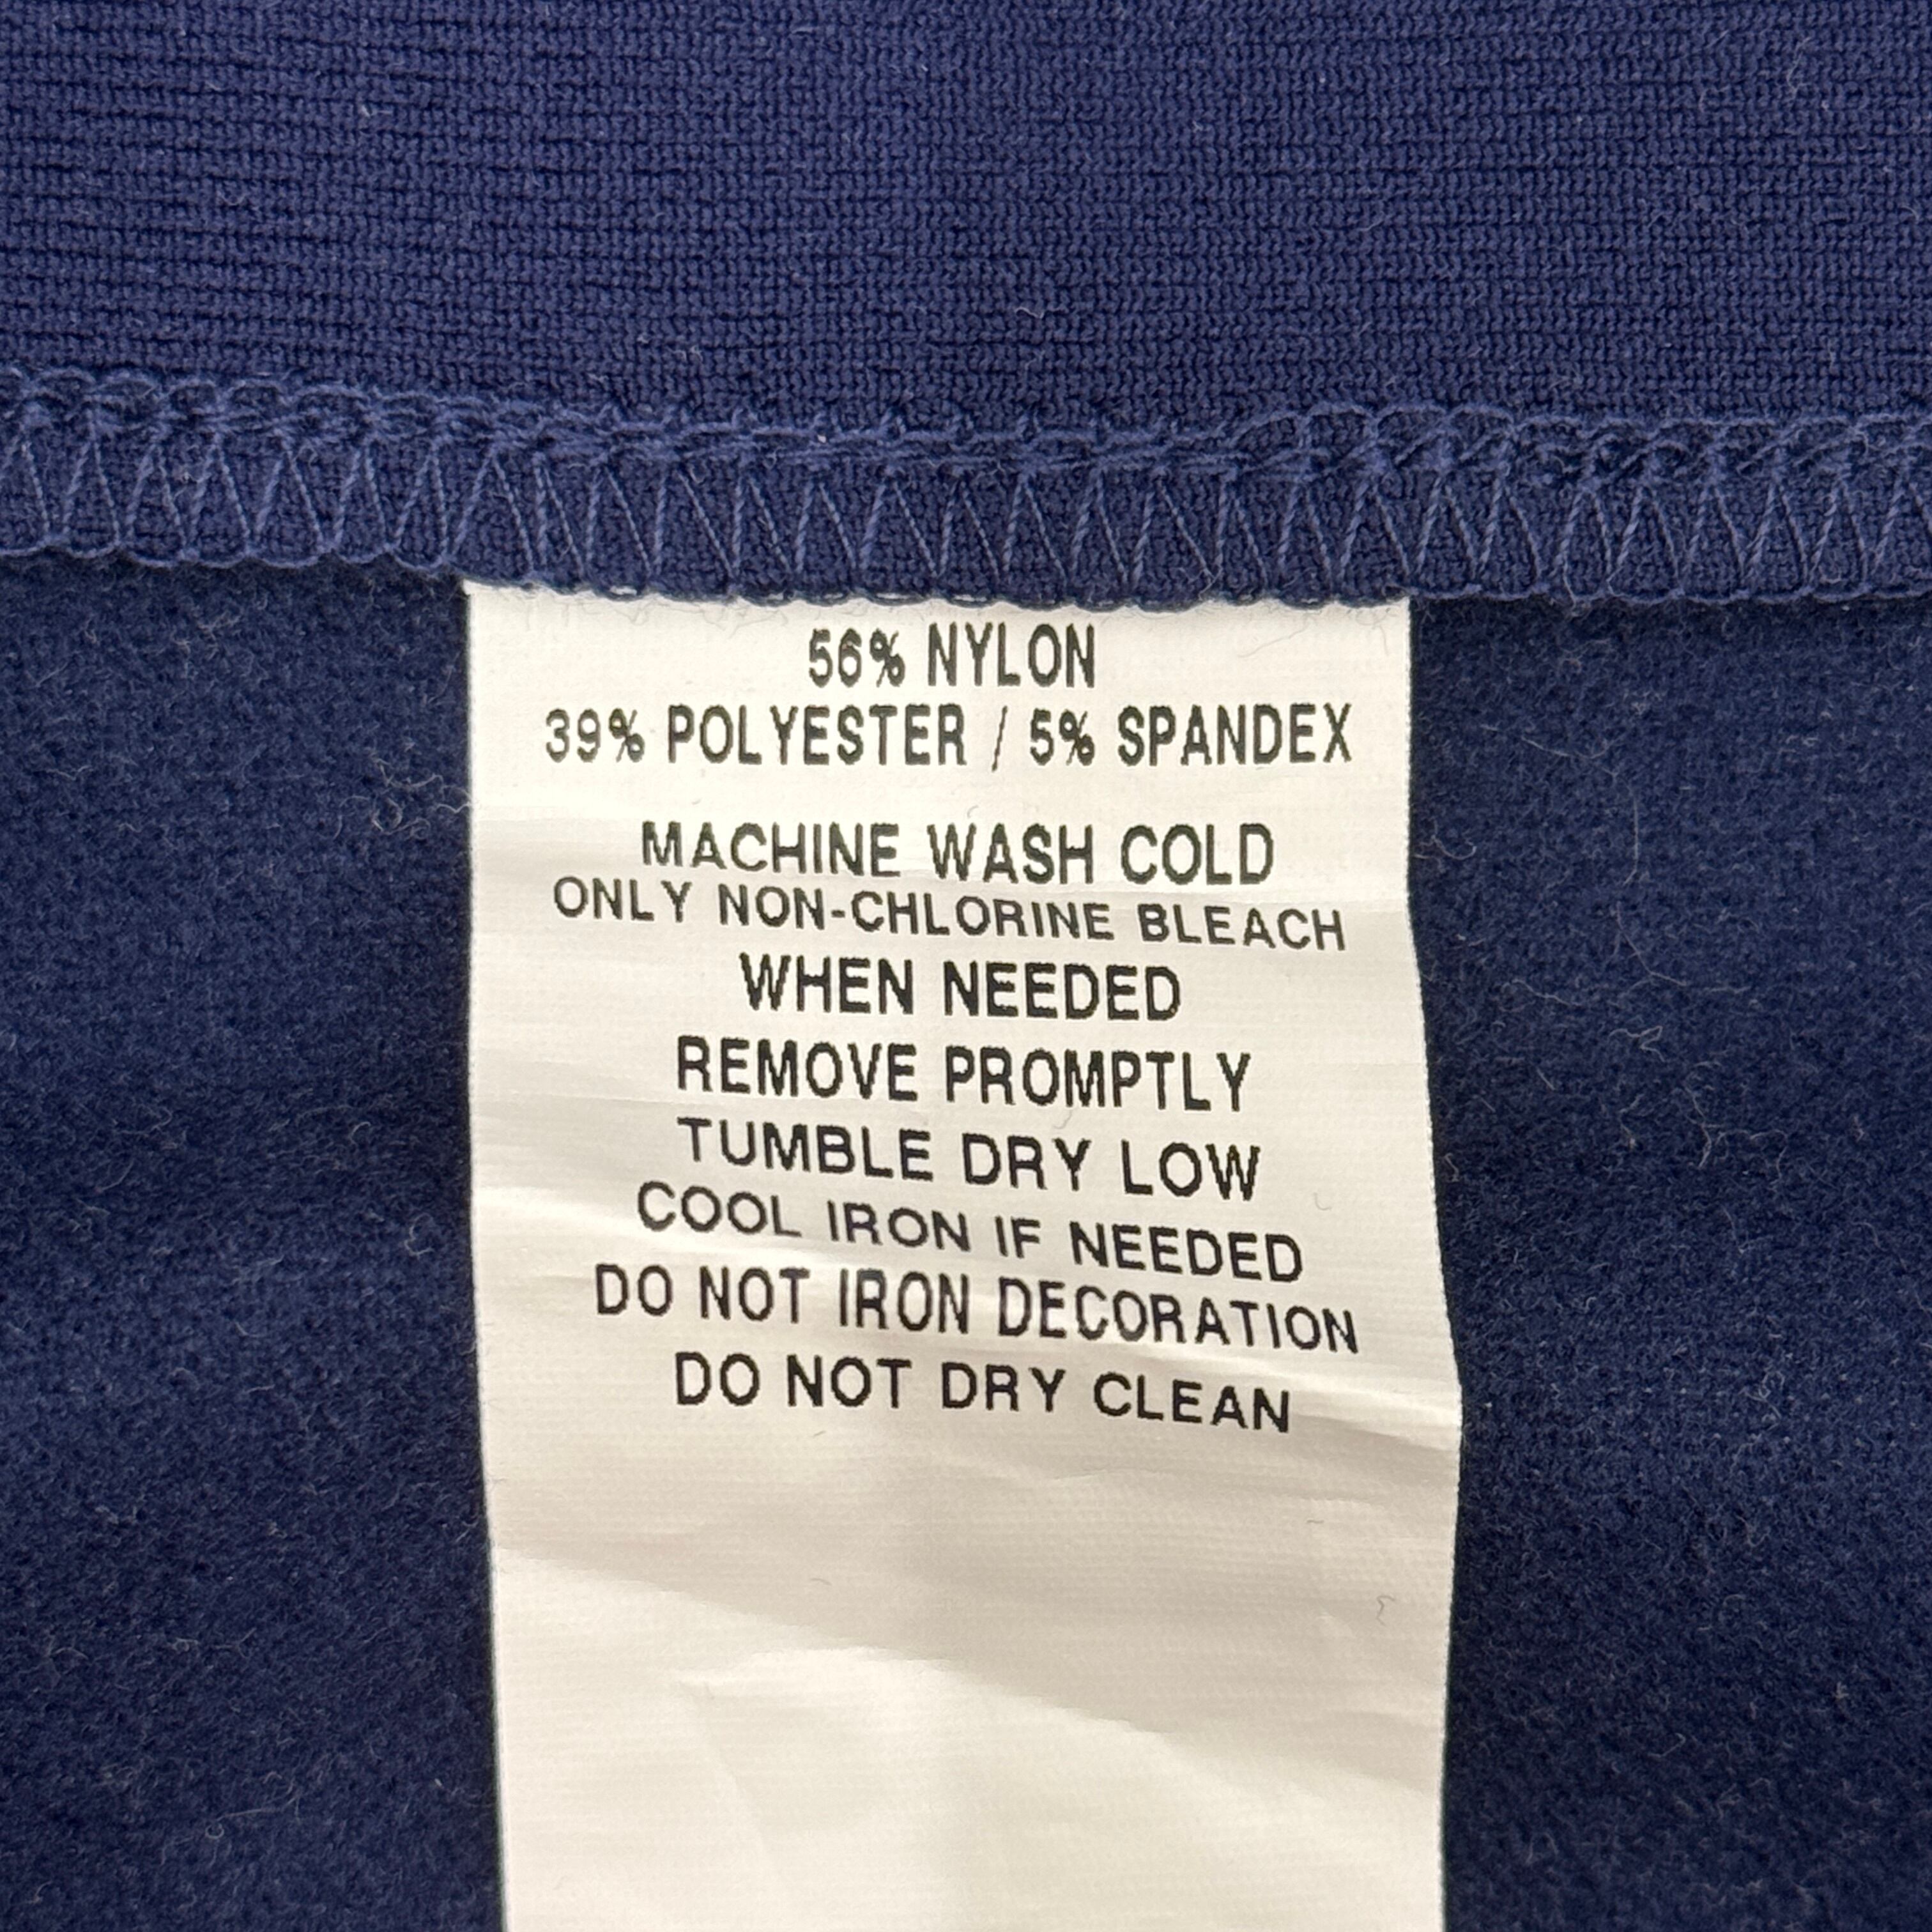 56% NYLON
39% POLYESTER / 5% SPANDEX
MACHINE WASH COLD
ONLY NON-CHLORINE BLEACH
WHEN NEEDED
REMOVE PROMPTLY
TUMBLE DRY LOW
COOL IRON IF NEEDED
DO NOT IRON DECORATION
DO NOT DRY CLEAN